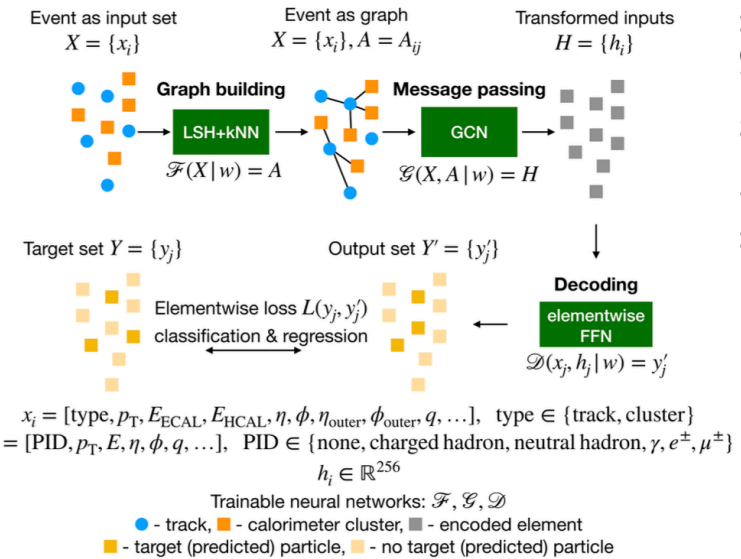 Event as input set
X = {x_i}
Event as graph
X = {x_i}, A = A_ij
Transformed inputs
H = {h_i}
Graph building
LSH+kNN
ℱ(X|w) = A
Message passing
GCN
𝒢(X, A|w) = H
Target set Y = {y_j}
Output set Y′ = {y′_j}
Elementwise loss L(y_j, y′_j)
classification & regression
Decoding
elementwise
FFN
𝒟(x_j, h_j|w) = y′_j
x_i = [type, p_T, E_ECAL, E_HCAL, η, ϕ, η_outer, ϕ_outer, q, …], type ∈ {track, cluster}
= [PID, p_T, E, η, ϕ, q, …], PID ∈ {none, charged hadron, neutral hadron, γ, e^±, μ^±}
h_i ∈ ℝ^256
Trainable neural networks: ℱ, 𝒢, 𝒟
- track, - calorimeter cluster, - encoded element
- target (predicted) particle, - no target (predicted) particle